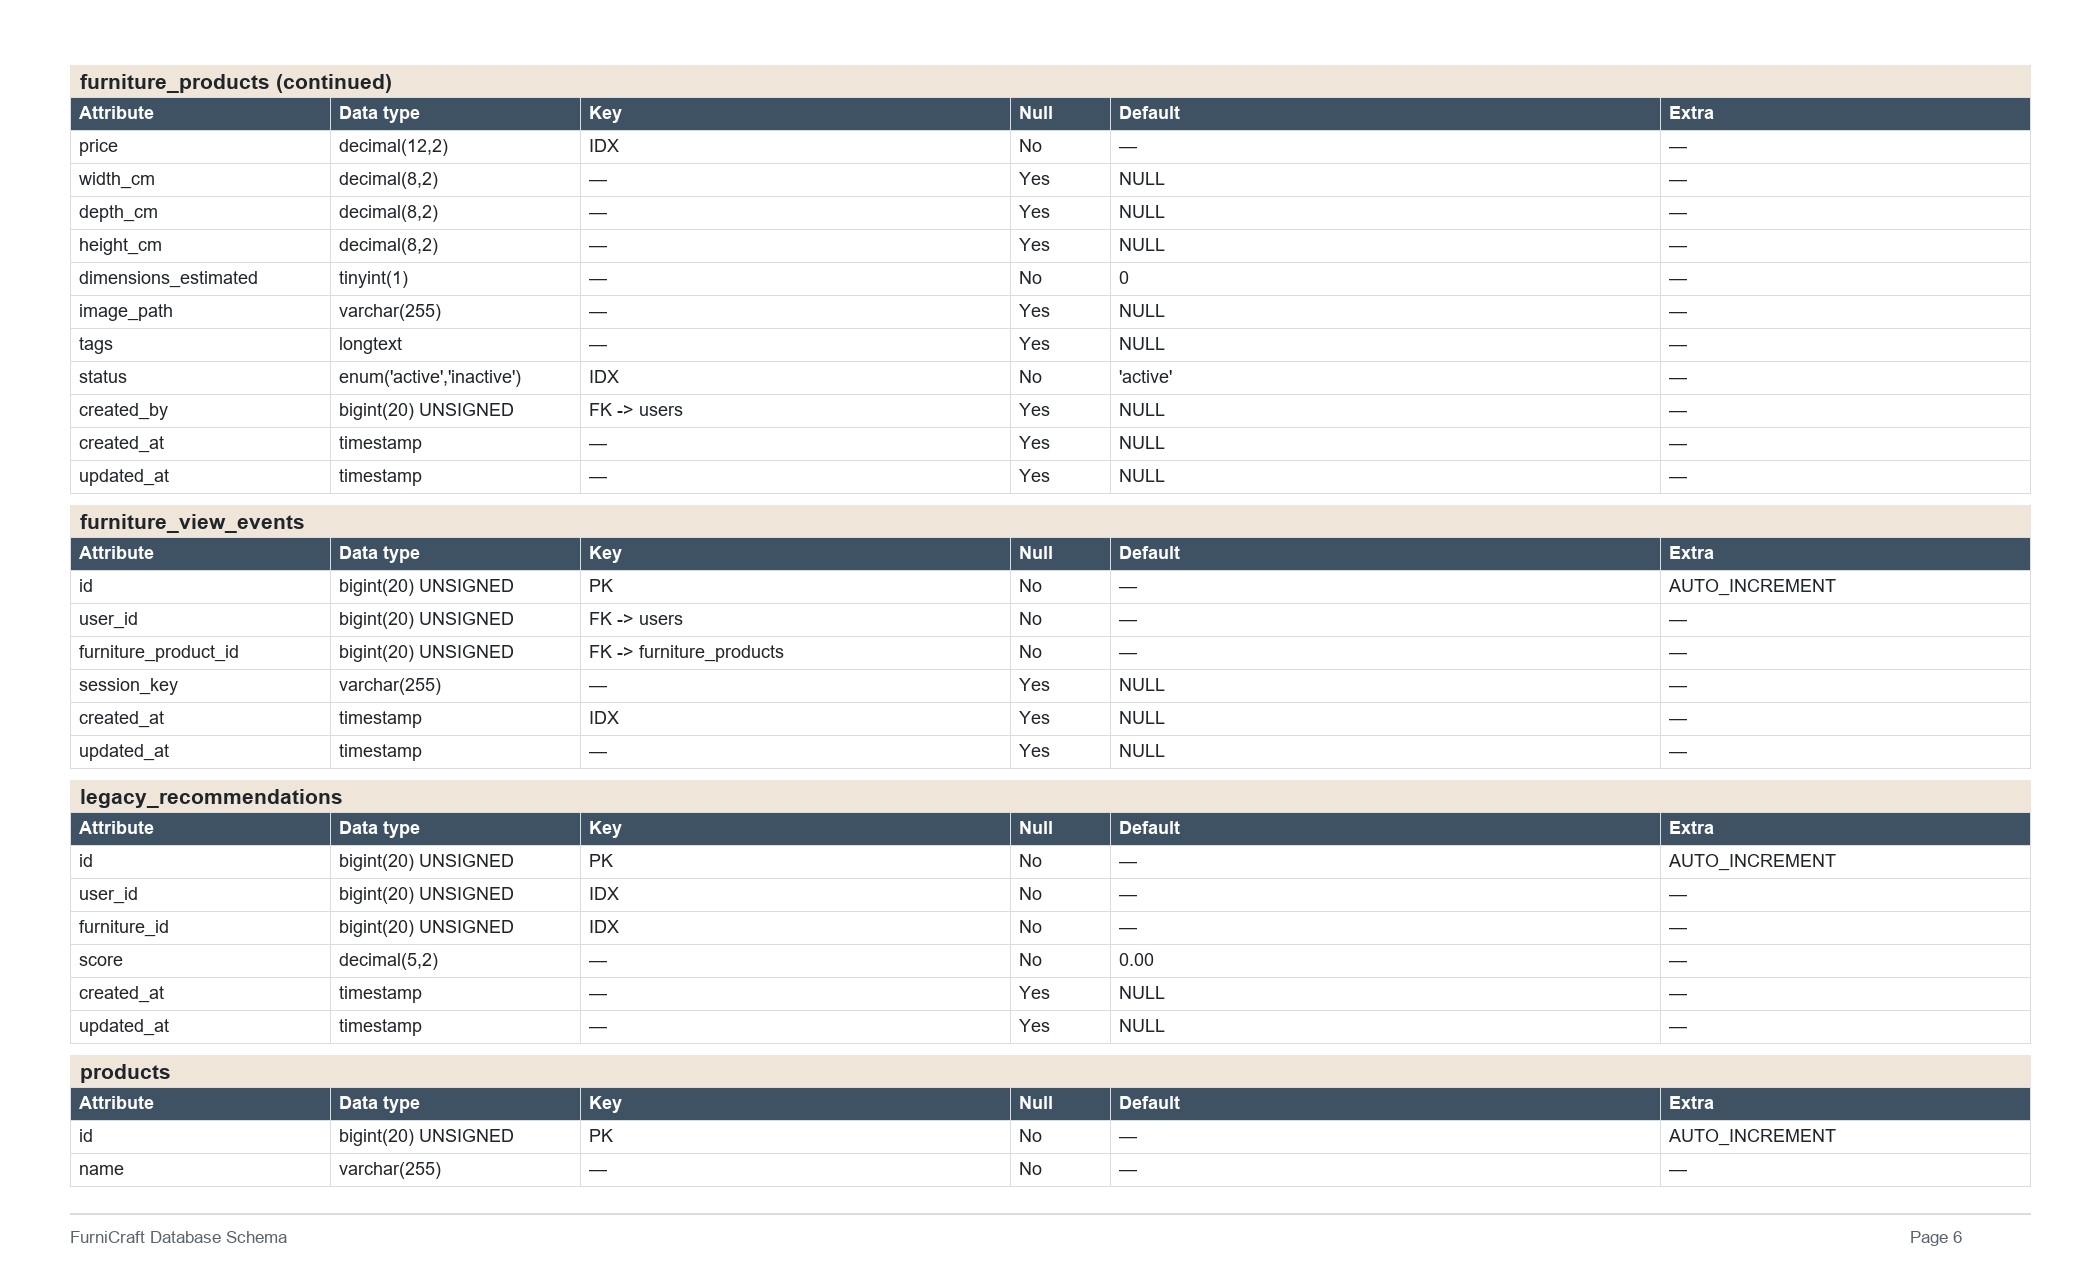 furniture_products (continued)
Attribute Data type Key Null Default Extra
price decimal(12,2) IDX No — —
width_cm decimal(8,2) — Yes NULL —
depth_cm decimal(8,2) — Yes NULL —
height_cm decimal(8,2) — Yes NULL —
dimensions_estimated tinyint(1) — No 0 —
image_path varchar(255) — Yes NULL —
tags longtext — Yes NULL —
status enum('active','inactive') IDX No 'active' —
created_by bigint(20) UNSIGNED FK -> users Yes NULL —
created_at timestamp — Yes NULL —
updated_at timestamp — Yes NULL —
furniture_view_events
Attribute Data type Key Null Default Extra
id bigint(20) UNSIGNED PK No — AUTO_INCREMENT
user_id bigint(20) UNSIGNED FK -> users No — —
furniture_product_id bigint(20) UNSIGNED FK -> furniture_products No — —
session_key varchar(255) — Yes NULL —
created_at timestamp IDX Yes NULL —
updated_at timestamp — Yes NULL —
legacy_recommendations
Attribute Data type Key Null Default Extra
id bigint(20) UNSIGNED PK No — AUTO_INCREMENT
user_id bigint(20) UNSIGNED IDX No — —
furniture_id bigint(20) UNSIGNED IDX No — —
score decimal(5,2) — No 0.00 —
created_at timestamp — Yes NULL —
updated_at timestamp — Yes NULL —
products
Attribute Data type Key Null Default Extra
id bigint(20) UNSIGNED PK No — AUTO_INCREMENT
name varchar(255) — No — —
FurniCraft Database Schema Page 6